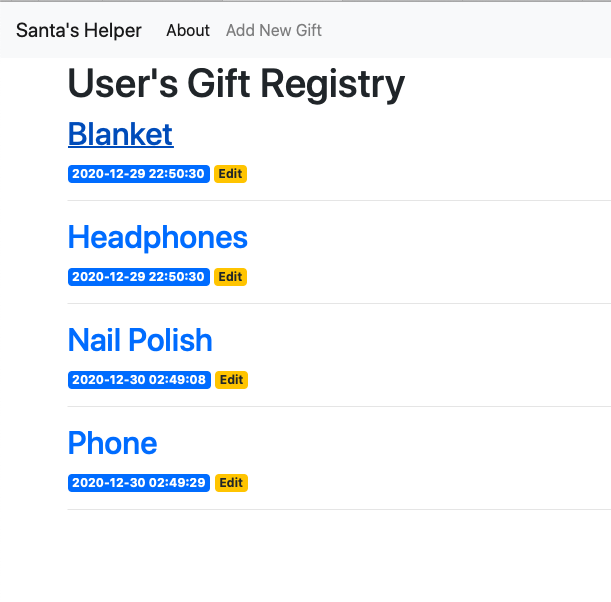 Santa's Helper About Add New Gift
User's Gift Registry
Blanket
2020-12-29 22:50:30 Edit
Headphones
2020-12-29 22:50:30 Edit
Nail Polish
2020-12-30 02:49:08 Edit
Phone
2020-12-30 02:49:29 Edit